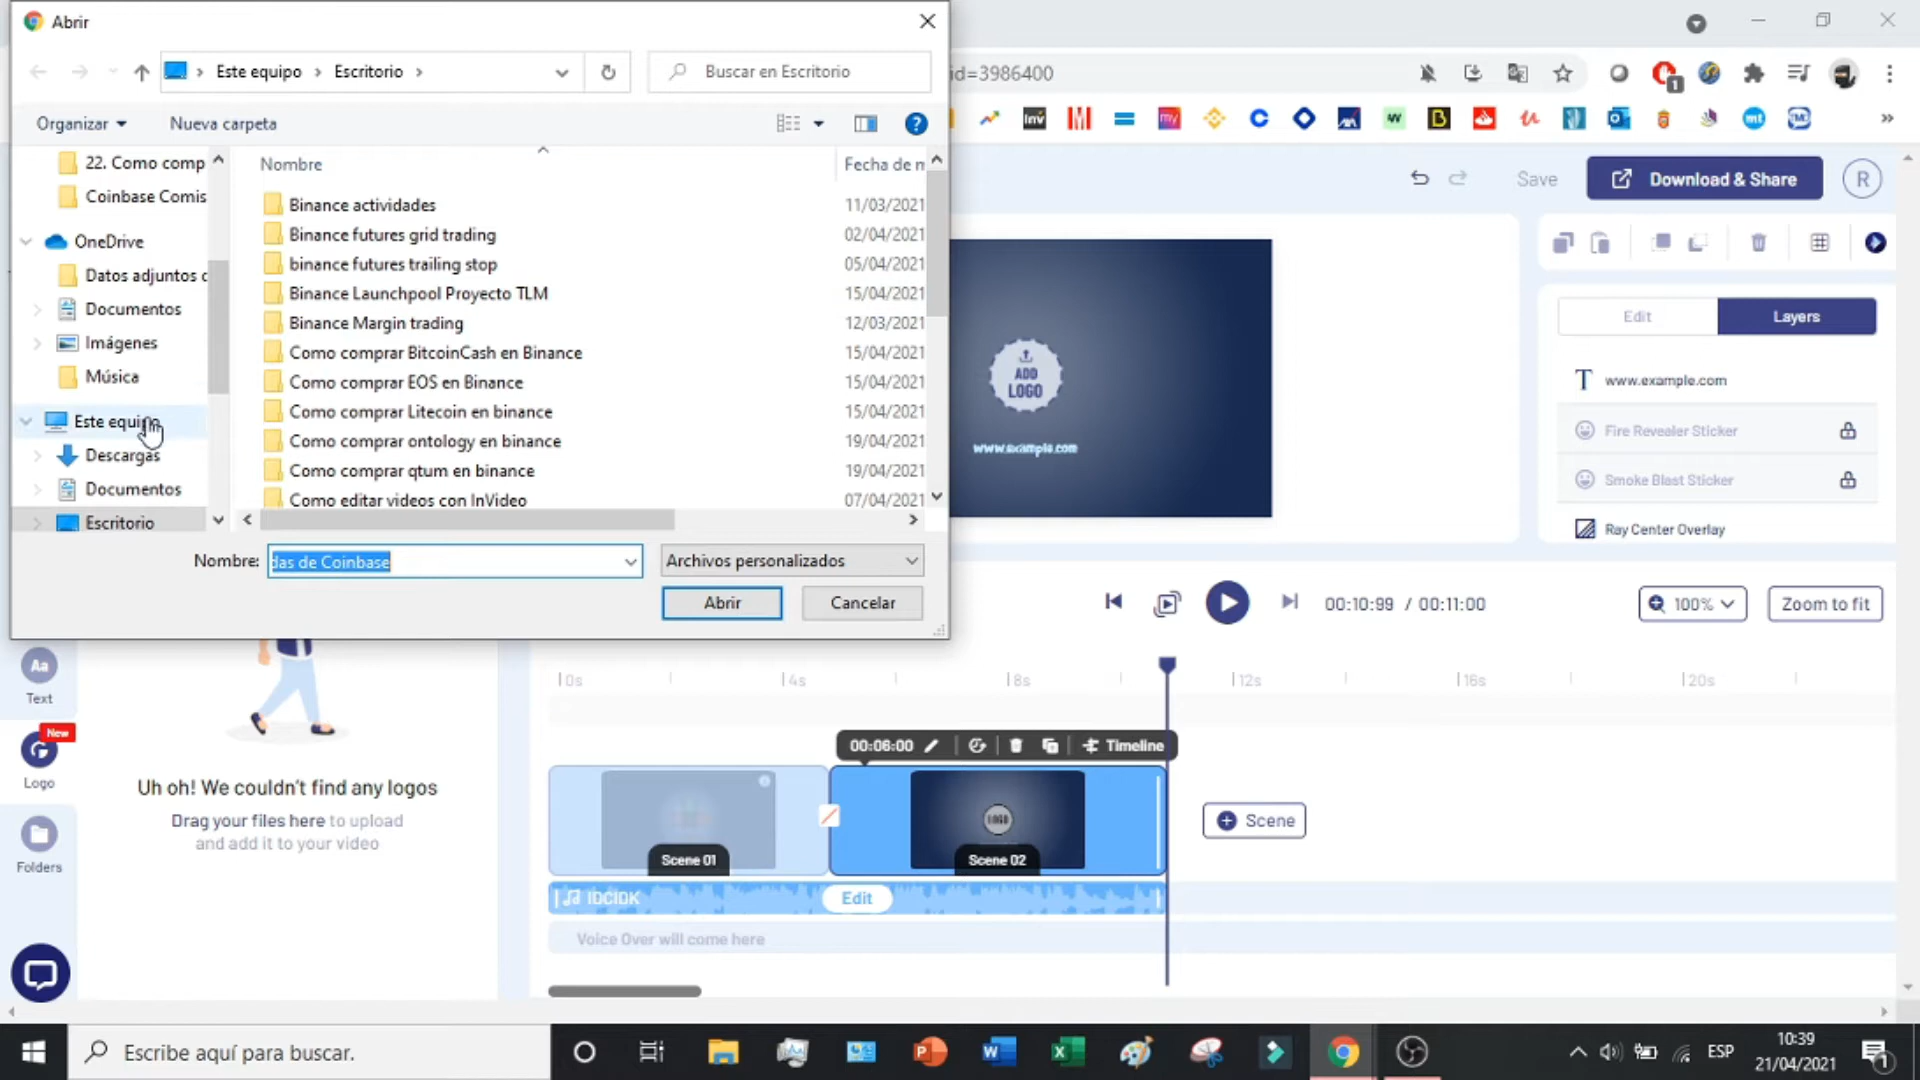 Abrir
Este equipo
Escritorio
Buscar en Escritorio
id=3986400
1
Organizar
Nueva carpeta
22. Como comp
Coinbase Comis
OneDrive
Datos adjuntos c
Documentos
Imágenes
Música
Este equipo
Descargas
Documentos
Escritorio
Nombre
Fecha de m
Binance actividades
11/03/2021
Binance futures grid trading
02/04/2021
binance futures trailing stop
05/04/2021
Binance Launchpool Proyecto TLM
15/04/2021
Binance Margin trading
12/03/2021
Como comprar BitcoinCash en Binance
15/04/2021
Como comprar EOS en Binance
15/04/2021
Como comprar Litecoin en binance
15/04/2021
Como comprar ontology en binance
19/04/2021
Como comprar qtum en binance
19/04/2021
Como editar videos con InVideo
07/04/2021
Nombre:
das de Coinbase
Archivos personalizados
Abrir
Cancelar
Save
Download & Share
R
ADD
LOGO
www.example.com
Edit
Layers
www.example.com
Fire Revealer Sticker
Smoke Blast Sticker
Ray Center Overlay
00:10:99 / 00:11:00
100%
Zoom to fit
Aa
Text
New
Logo
Folders
Uh oh! We couldn't find any logos
Drag your files here to upload
and add it to your video
0s
4s
8s
12s
16s
20s
00:06:00
Timeline
Scene 01
LOGO
Scene 02
Scene
IDCIDK
Edit
Voice Over will come here
Escribe aquí para buscar.
ESP
10:39
21/04/2021
1